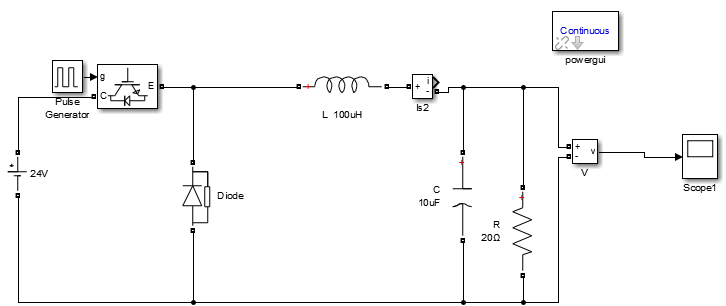 Continuous
powergui
g
C
E
Pulse
Generator
+
i
+
-
L 100uH
Is2
24V
+
Diode
+
C
10uF
+
R
20Ω
+
-
v
V
Scope1